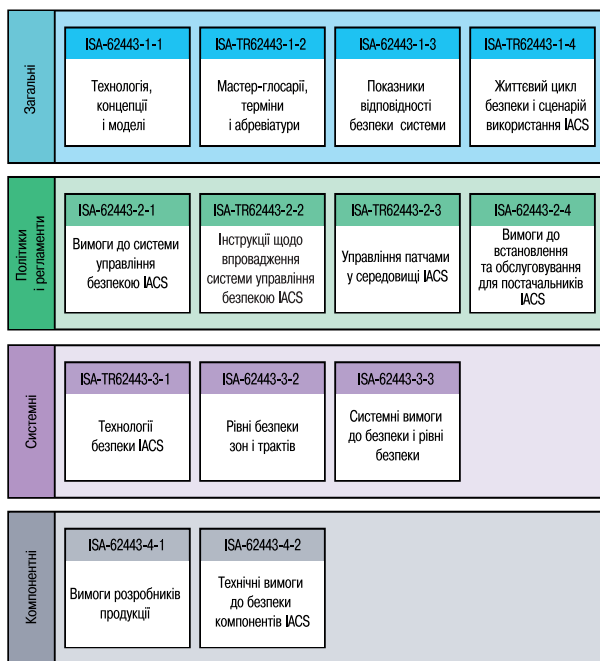 Загальні
ISA-62443-1-1
Технологія,
концепції
і моделі
ISA-TR62443-1-2
Мастер-глосарії,
терміни
і абревіатури
ISA-62443-1-3
Показники
відповідності
безпеки системи
ISA-TR62443-1-4
Життєвий цикл
безпеки і сценарій
використання IACS
Політики
і регламенти
ISA-62443-2-1
Вимоги до системи
управління
безпекою IACS
ISA-TR62443-2-2
Інструкції щодо
впровадження
системи управління
безпекою IACS
ISA-TR62443-2-3
Управління патчами
у середовищі IACS
ISA-62443-2-4
Вимоги до
встановлення
та обслуговування
для постачальників
IACS
Системні
ISA-TR62443-3-1
Технології
безпеки IACS
ISA-62443-3-2
Рівні безпеки
зон і трактів
ISA-62443-3-3
Системні вимоги
до безпеки і рівні
безпеки
Компонентні
ISA-62443-4-1
Вимоги розробників
продукції
ISA-62443-4-2
Технічні вимоги
до безпеки
компонентів IACS